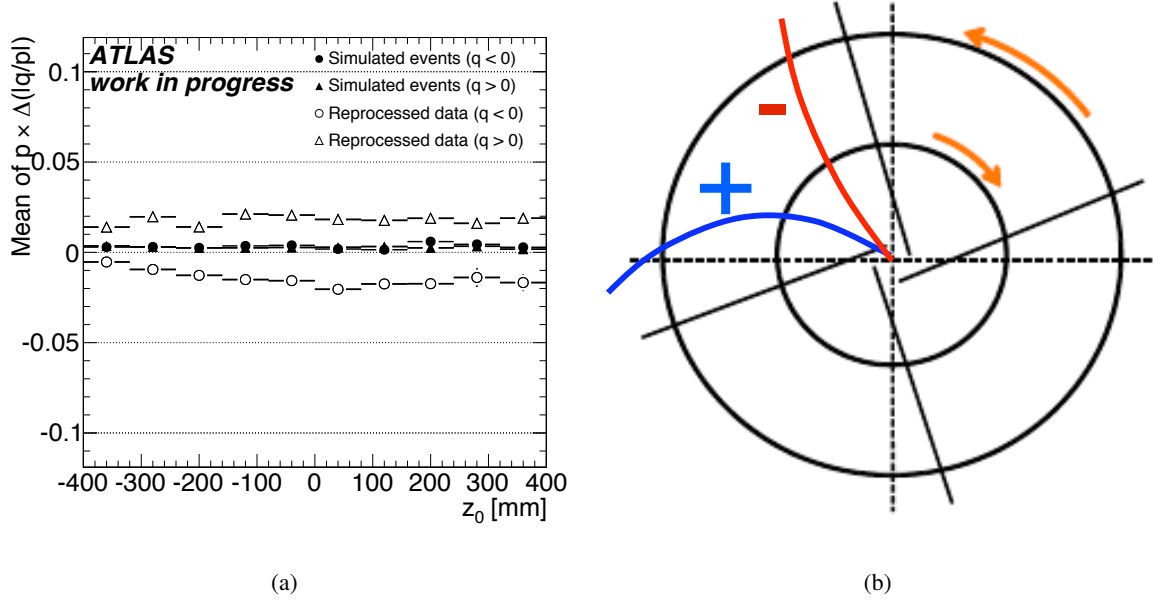 ATLAS
work in progress
Simulated events (q < 0)
Simulated events (q > 0)
Reprocessed data (q < 0)
Reprocessed data (q > 0)
Mean of p × Δ(|q/p|)
0.1
0.05
0
-0.05
-0.1
-400 -300 -200 -100 0 100 200 300 400
z₀ [mm]
(a)
-
+
(b)